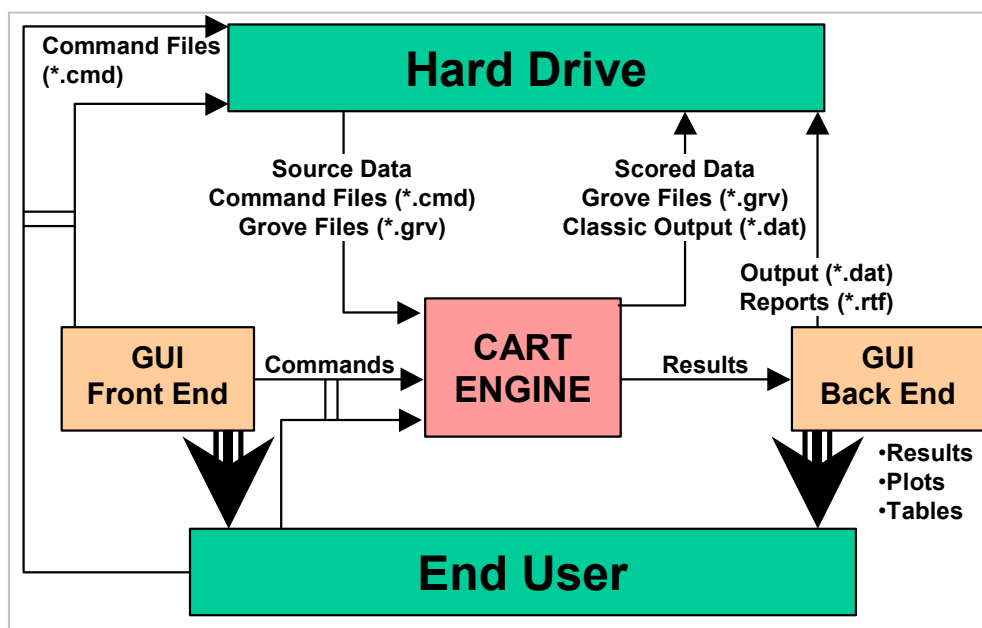 Command Files
(*.cmd)
Hard Drive
Source Data
Command Files (*.cmd)
Grove Files (*.grv)
Scored Data
Grove Files (*.grv)
Classic Output (*.dat)
Output (*.dat)
Reports (*.rtf)
GUI
Front End
Commands
CART
ENGINE
Results
GUI
Back End
•Results
•Plots
•Tables
End User